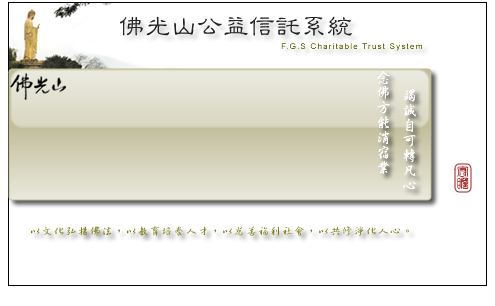 佛光山公益信託系統
F.G.S Charitable Trust System
佛光山
竭誠自可轉凡心
念佛方能消宿業
以文化弘揚佛法，以教育培養人才，以慈善福利社會，以共修淨化人心。